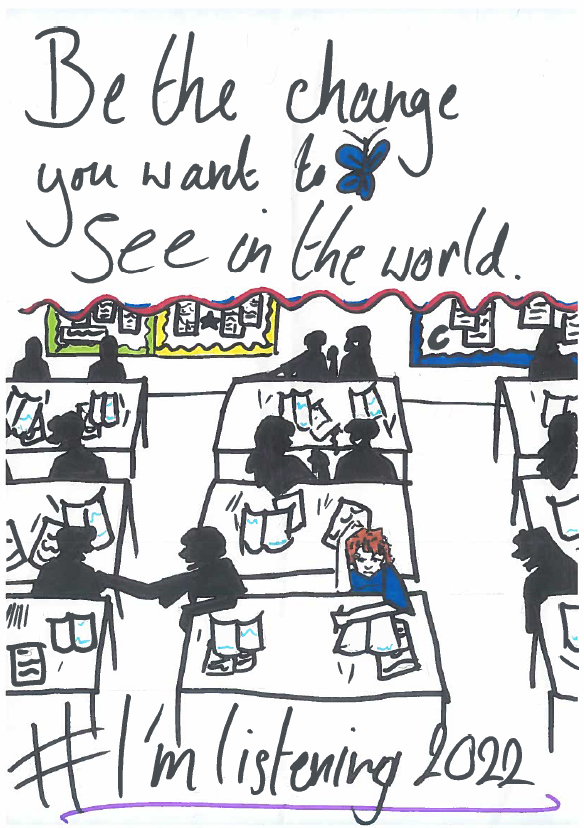 Be the change
you want to
see in the world.
C
#I'm listening 2022